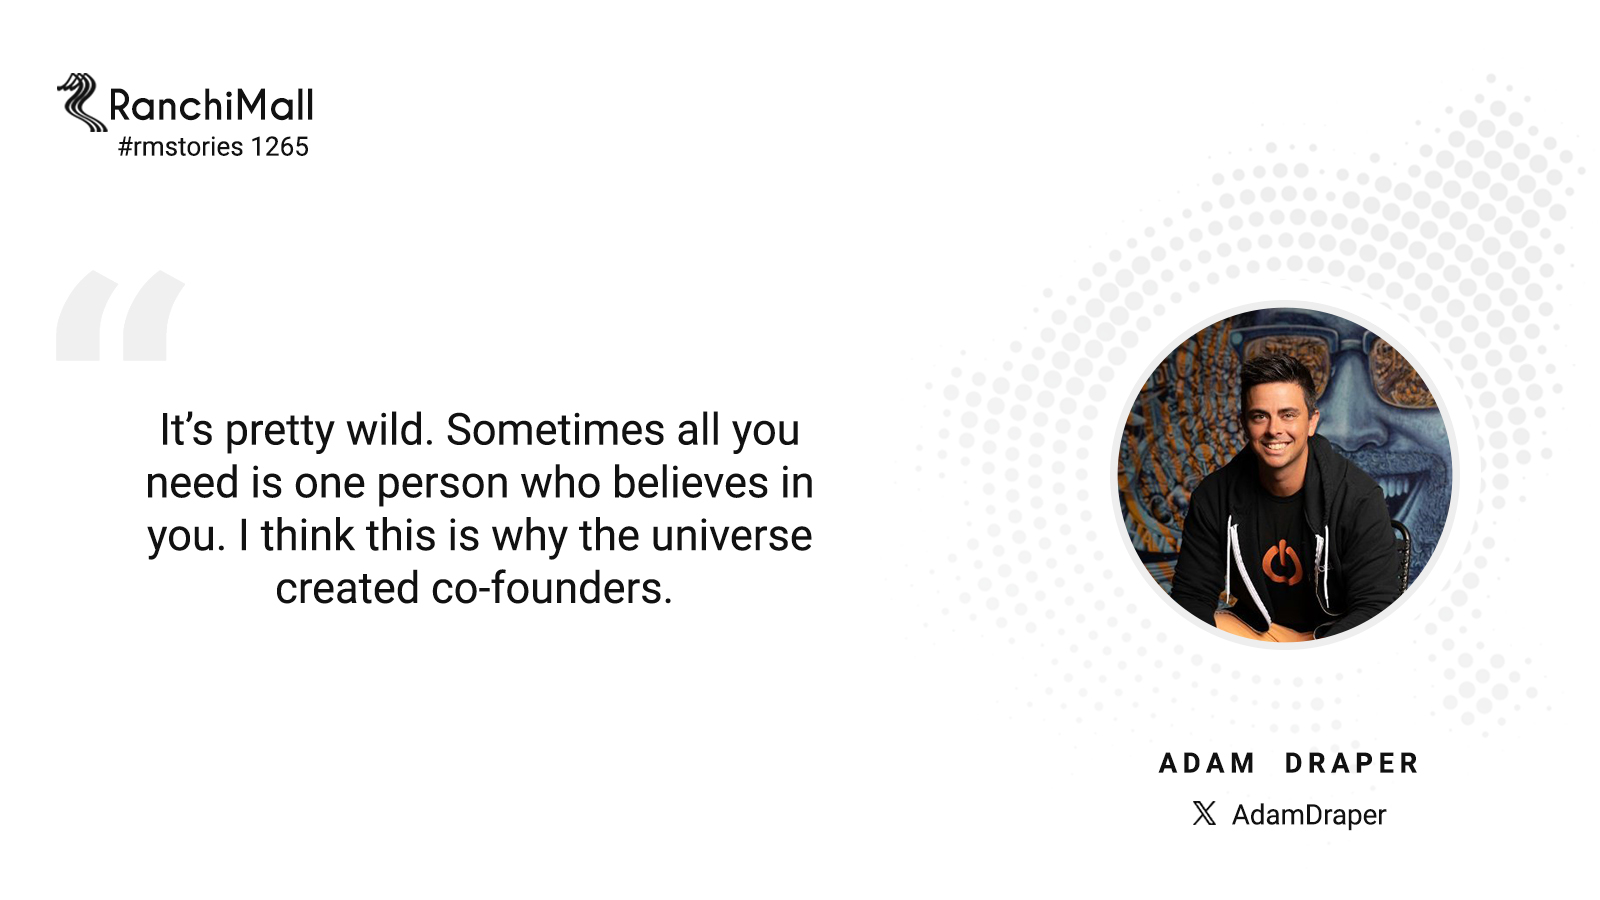 RanchiMall
#rmstories 1265
“
It’s pretty wild. Sometimes all you
need is one person who believes in
you. I think this is why the universe
created co-founders.
ADAM DRAPER
𝕏 AdamDraper